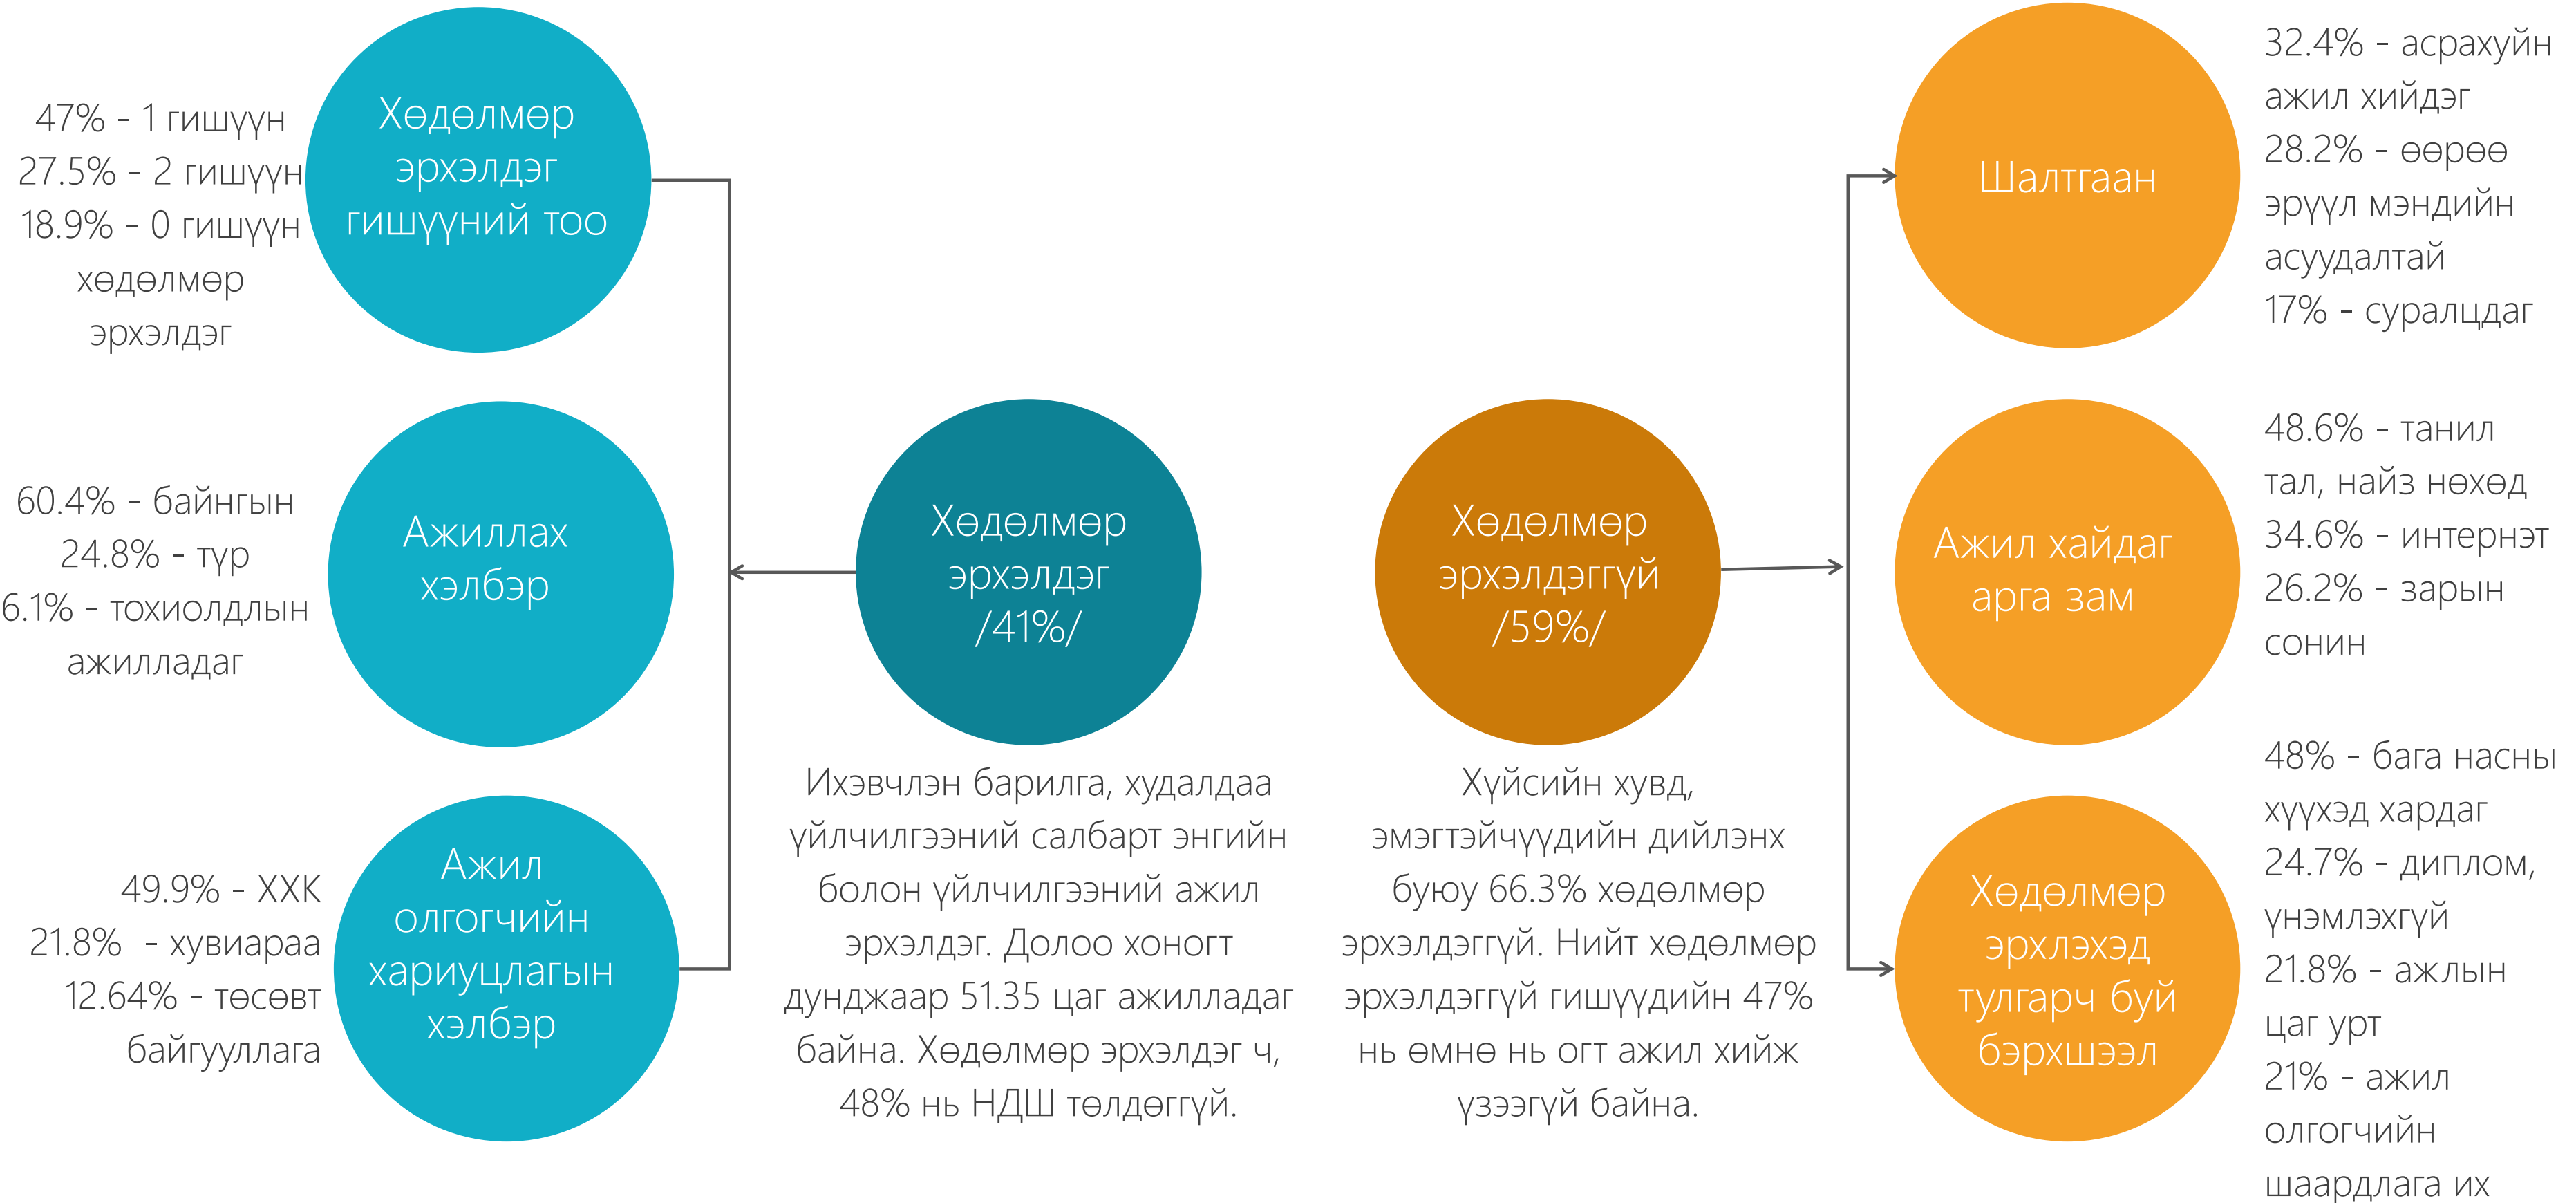 Хөдөлмөр
эрхэлдэг
гишүүний тоо
47% - 1 гишүүн
27.5% - 2 гишүүн
18.9% - 0 гишүүн
хөдөлмөр
эрхэлдэг
Ажиллах
хэлбэр
60.4% - байнгын
24.8% - түр
6.1% - тохиолдлын
ажилладаг
Ажил
олгогчийн
хариуцлагын
хэлбэр
49.9% - ХХК
21.8% - хувиараа
12.64% - төсөвт
байгууллага
Хөдөлмөр
эрхэлдэг
/41%/
Ихэвчлэн барилга, худалдаа
үйлчилгээний салбарт энгийн
болон үйлчилгээний ажил
эрхэлдэг. Долоо хоногт
дунджаар 51.35 цаг ажилладаг
байна. Хөдөлмөр эрхэлдэг ч,
48% нь НДШ төлдөггүй.
Хөдөлмөр
эрхэлдэггүй
/59%/
Хүйсийн хувд,
эмэгтэйчүүдийн дийлэнх
буюу 66.3% хөдөлмөр
эрхэлдэггүй. Нийт хөдөлмөр
эрхэлдэггүй гишүүдийн 47%
нь өмнө нь огт ажил хийж
үзээгүй байна.
Шалтгаан
32.4% - асрахуйн
ажил хийдэг
28.2% - өөрөө
эрүүл мэндийн
асуудалтай
17% - суралцдаг
Ажил хайдаг
арга зам
48.6% - танил
тал, найз нөхөд
34.6% - интернэт
26.2% - зарын
сонин
Хөдөлмөр
эрхлэхэд
тулгарч буй
бэрхшээл
48% - бага насны
хүүхэд хардаг
24.7% - диплом,
үнэмлэхгүй
21.8% - ажлын
цаг урт
21% - ажил
олгогчийн
шаардлага их